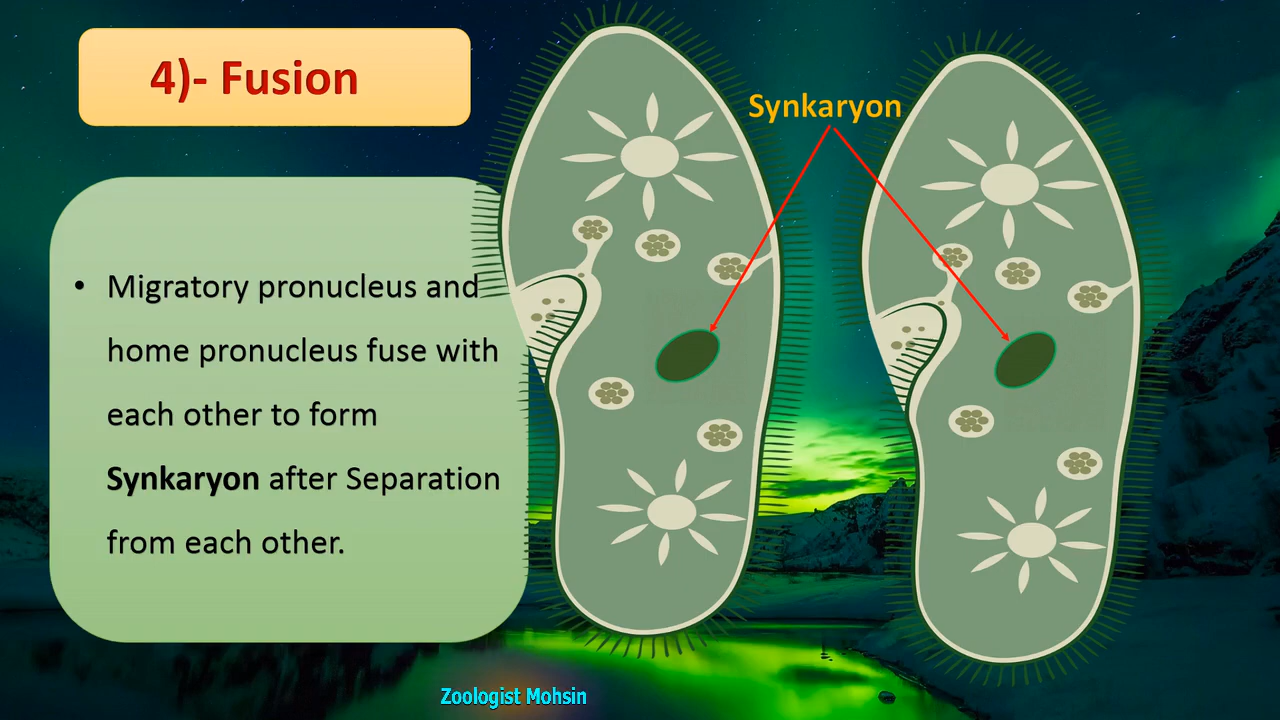 4)- Fusion
Synkaryon
• Migratory pronucleus and
home pronucleus fuse with
each other to form
Synkaryon after Separation
from each other.
Zoologist Mohsin